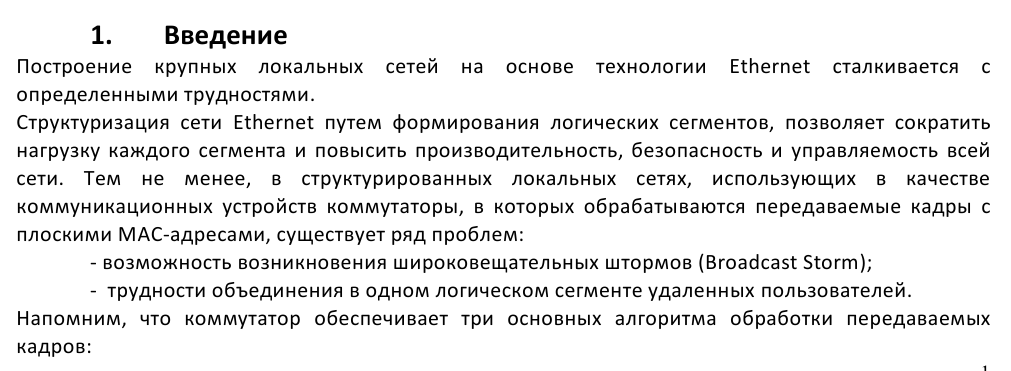 1. Введение
Построение крупных локальных сетей на основе технологии Ethernet сталкивается с
определенными трудностями.
Структуризация сети Ethernet путем формирования логических сегментов, позволяет сократить
нагрузку каждого сегмента и повысить производительность, безопасность и управляемость всей
сети. Тем не менее, в структурированных локальных сетях, использующих в качестве
коммуникационных устройств коммутаторы, в которых обрабатываются передаваемые кадры с
плоскими MAC-адресами, существует ряд проблем:
- возможность возникновения широковещательных штормов (Broadcast Storm);
- трудности объединения в одном логическом сегменте удаленных пользователей.
Напомним, что коммутатор обеспечивает три основных алгоритма обработки передаваемых
кадров:
1